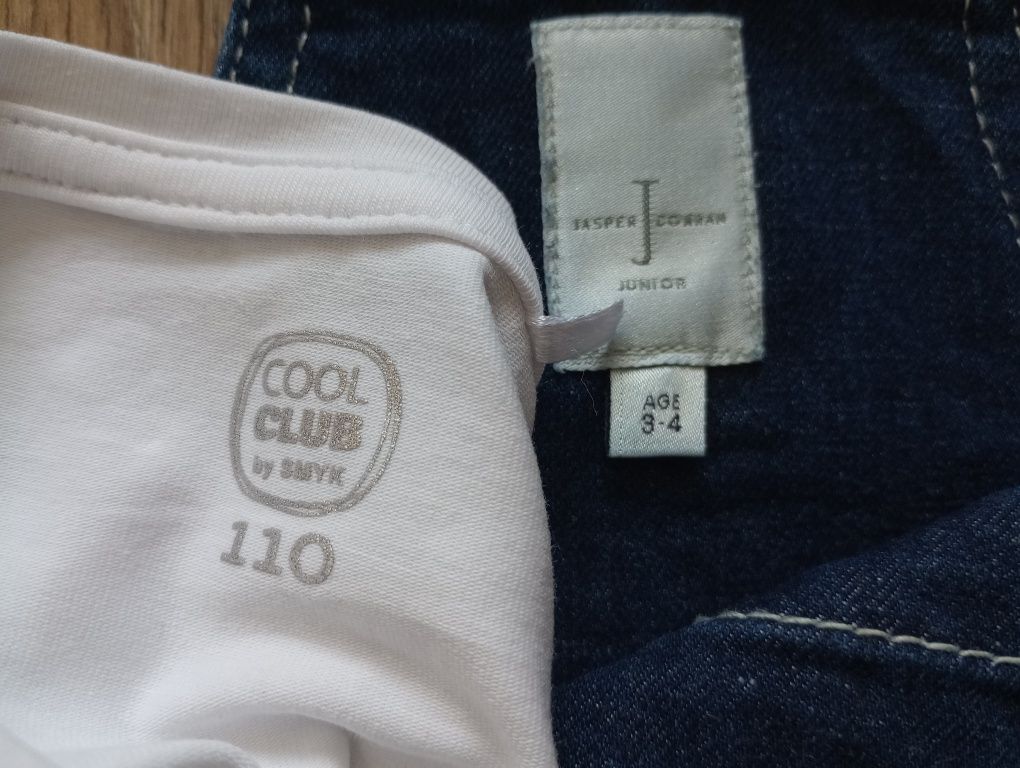 COOL
CLUB
by SMYK
110
J
JASPER CONRAN
JUNIOR
AGE
3-4